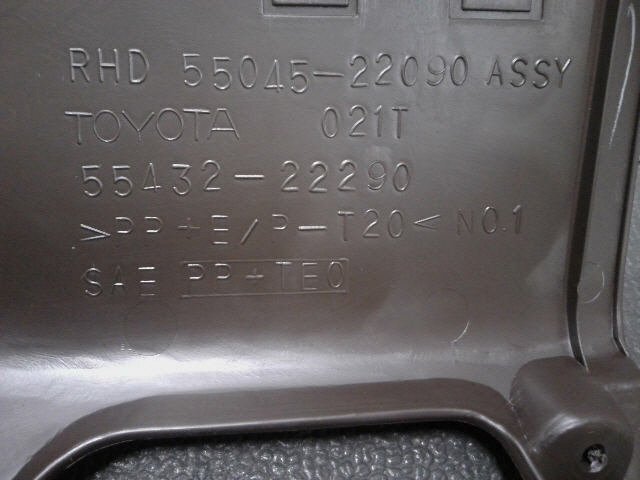 RHD 55045-22090 ASSY
TOYOTA 021T
55432-22290
>PP+E/P-T20< NO.1
SAE PP+TEO